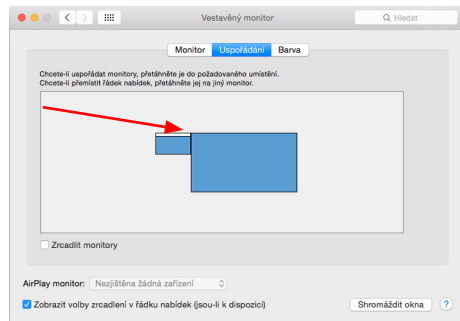 Vestavěný monitor
Hledat
Monitor Uspořádání Barva
Chcete-li uspořádat monitory, přetáhněte je do požadovaného umístění.
Chcete-li přemístit řádek nabídek, přetáhněte jej na jiný monitor.
Zrcadlit monitory
AirPlay monitor: Nezjištěna žádná zařízení
Zobrazit volby zrcadlení v řádku nabídek (jsou-li k dispozici)
Shromáždit okna ?